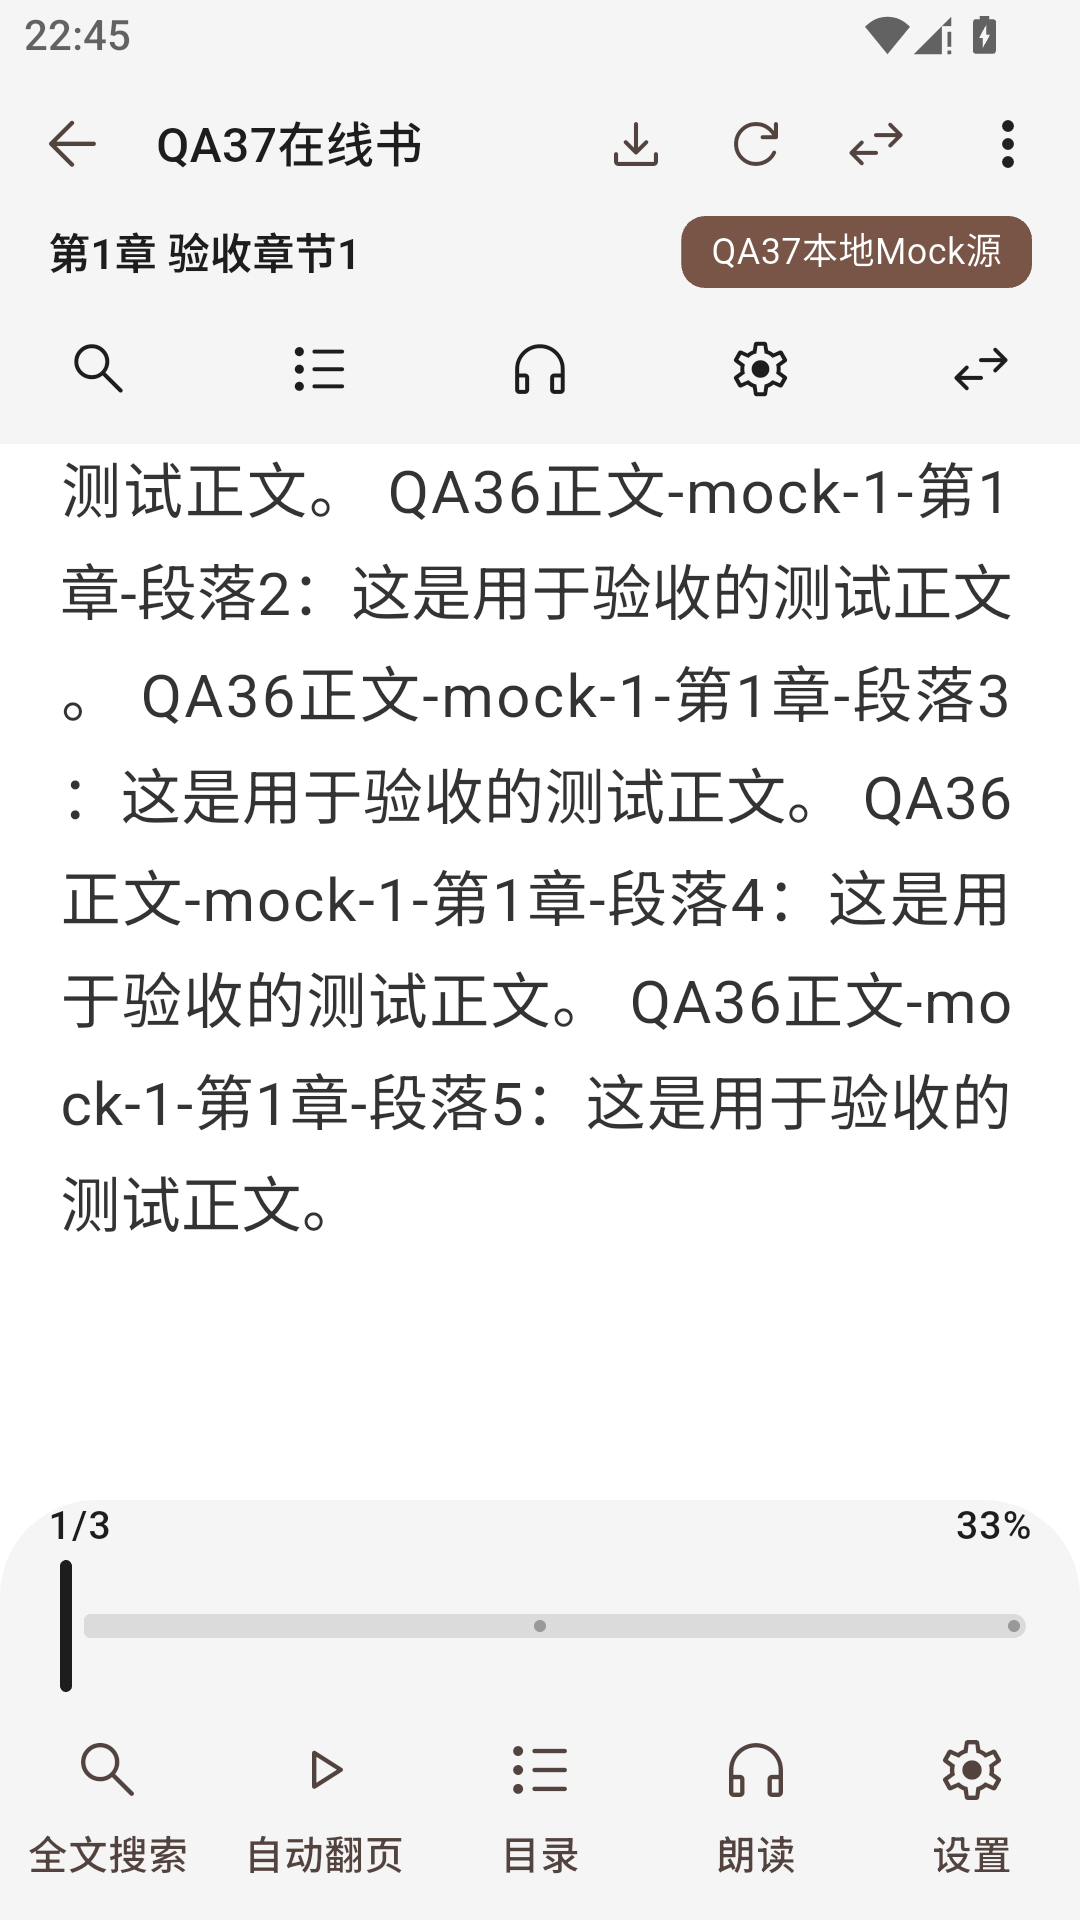 22:45
QA37在线书
第1章 验收章节1
QA37本地Mock源
测试正文。 QA36正文-mock-1-第1
章-段落2：这是用于验收的测试正文
。 QA36正文-mock-1-第1章-段落3
：这是用于验收的测试正文。 QA36
正文-mock-1-第1章-段落4：这是用
于验收的测试正文。 QA36正文-mo
ck-1-第1章-段落5：这是用于验收的
测试正文。
1/3
33%
全文搜索
自动翻页
目录
朗读
设置